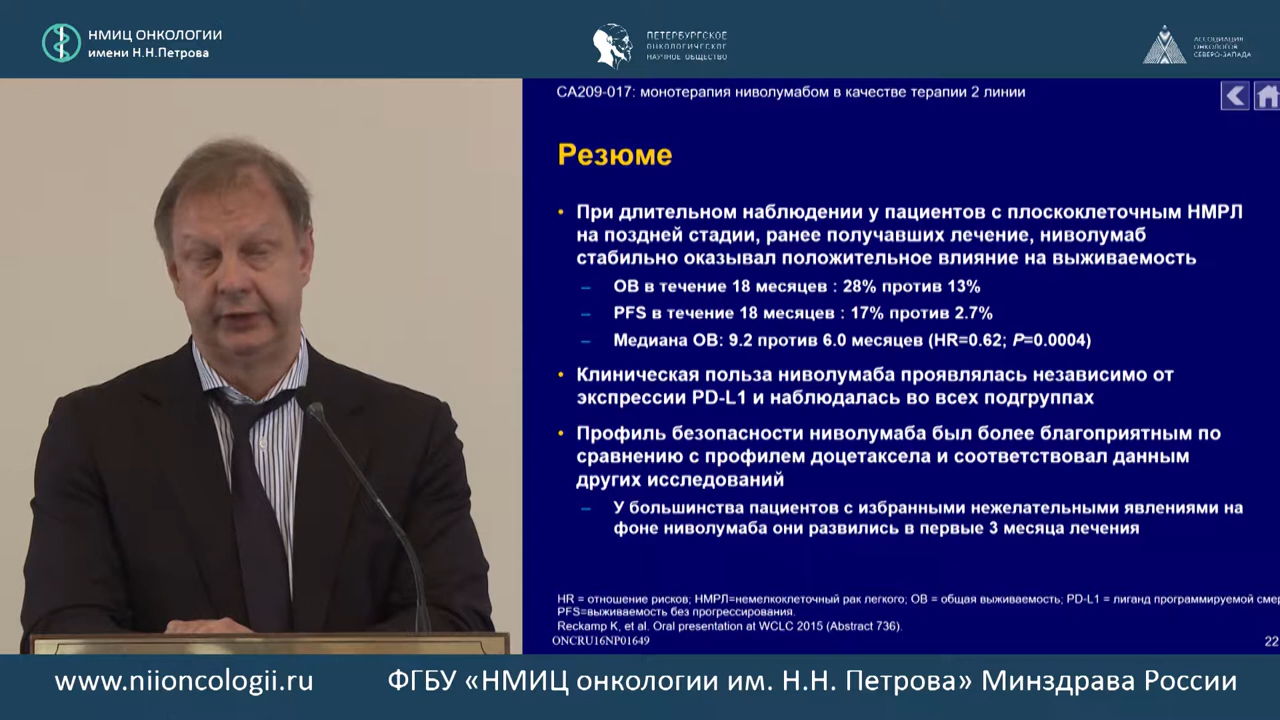 НМИЦ ОНКОЛОГИИ
имени Н.Н.Петрова
ПЕТЕРБУРГСКОЕ
ОНКОЛОГИЧЕСКОЕ
НАУЧНОЕ ОБЩЕСТВО
АССОЦИАЦИЯ
ОНКОЛОГОВ
СЕВЕРО-ЗАПАДА
CA209-017: монотерапия ниволумабом в качестве терапии 2 линии
Резюме
• При длительном наблюдении у пациентов с плоскоклеточным НМРЛ
на поздней стадии, ранее получавших лечение, ниволумаб
стабильно оказывал положительное влияние на выживаемость
– ОВ в течение 18 месяцев : 28% против 13%
– PFS в течение 18 месяцев : 17% против 2.7%
– Медиана ОВ: 9.2 против 6.0 месяцев (HR=0.62; P=0.0004)
• Клиническая польза ниволумаба проявлялась независимо от
экспрессии PD-L1 и наблюдалась во всех подгруппах
• Профиль безопасности ниволумаба был более благоприятным по
сравнению с профилем доцетаксела и соответствовал данным
других исследований
– У большинства пациентов с избранными нежелательными явлениями на
фоне ниволумаба они развились в первые 3 месяца лечения
HR = отношение рисков; НМРЛ=немелкоклеточный рак легкого; ОВ = общая выживаемость; PD-L1 = лиганд программируемой смер
PFS=выживаемость без прогрессирования.
Reckamp K, et al. Oral presentation at WCLC 2015 (Abstract 736).
ONCRU16NP01649
22
www.niioncologii.ru
ФГБУ «НМИЦ онкологии им. Н.Н. Петрова» Минздрава России